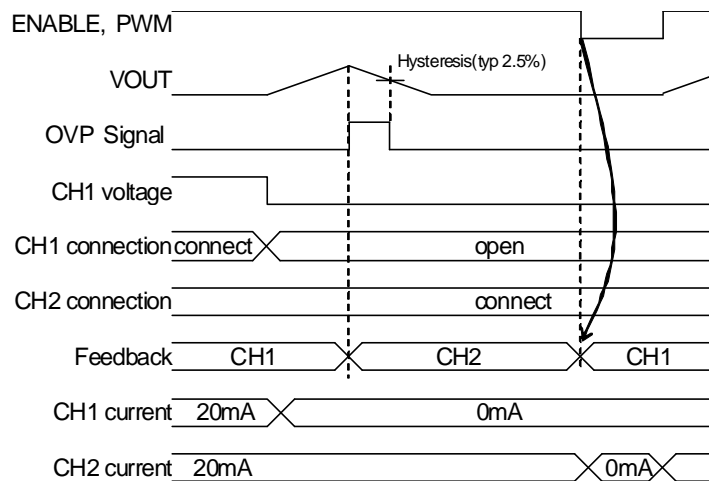 ENABLE, PWM
Hysteresis(typ 2.5%)
VOUT
OVP Signal
CH1 voltage
CH1 connection connect open
CH2 connection connect
Feedback CH1 CH2 CH1
CH1 current 20mA 0mA
CH2 current 20mA 0mA